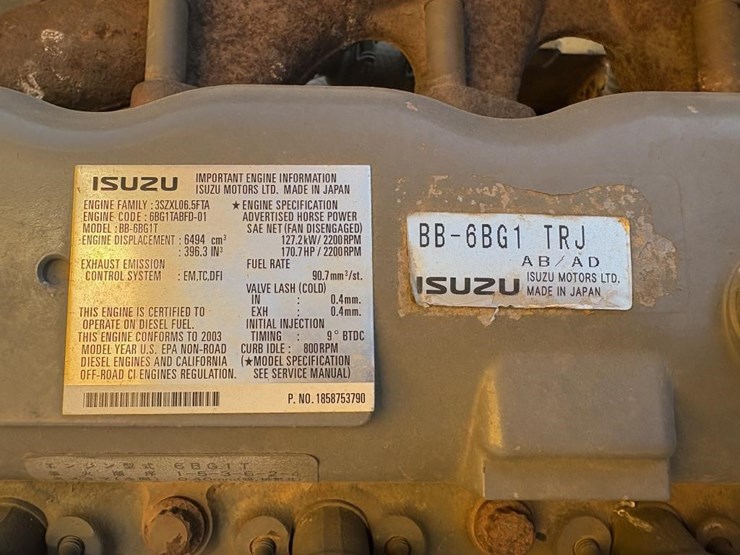 ISUZU IMPORTANT ENGINE INFORMATION
ISUZU MOTORS LTD. MADE IN JAPAN
ENGINE FAMILY : 3SZXL06.5FTA
ENGINE CODE : 6BG1TABFD-01
MODEL : BB-6BG1T
ENGINE DISPLACEMENT : 6494 cm³
: 396.3 IN³
EXHAUST EMISSION
CONTROL SYSTEM : EM,TC,DFI
THIS ENGINE IS CERTIFIED TO
OPERATE ON DIESEL FUEL.
THIS ENGINE CONFORMS TO 2003
MODEL YEAR U.S. EPA NON-ROAD
DIESEL ENGINES AND CALIFORNIA
OFF-ROAD CI ENGINES REGULATION.
★ENGINE SPECIFICATION
ADVERTISED HORSE POWER
SAE NET (FAN DISENGAGED)
127.2kW / 2200RPM
170.7HP / 2200RPM
FUEL RATE
90.7mm³/st.
VALVE LASH (COLD)
IN : 0.4mm.
EXH : 0.4mm.
INITIAL INJECTION
TIMING : 9° BTDC
CURB IDLE : 800RPM
(★MODEL SPECIFICATION
SEE SERVICE MANUAL)
P. NO. 1858753790
BB-6BG1 TRJ
AB/AD
ISUZU ISUZU MOTORS LTD.
MADE IN JAPAN
エンジン型式 6BG1T
1-5-3-6-2-4